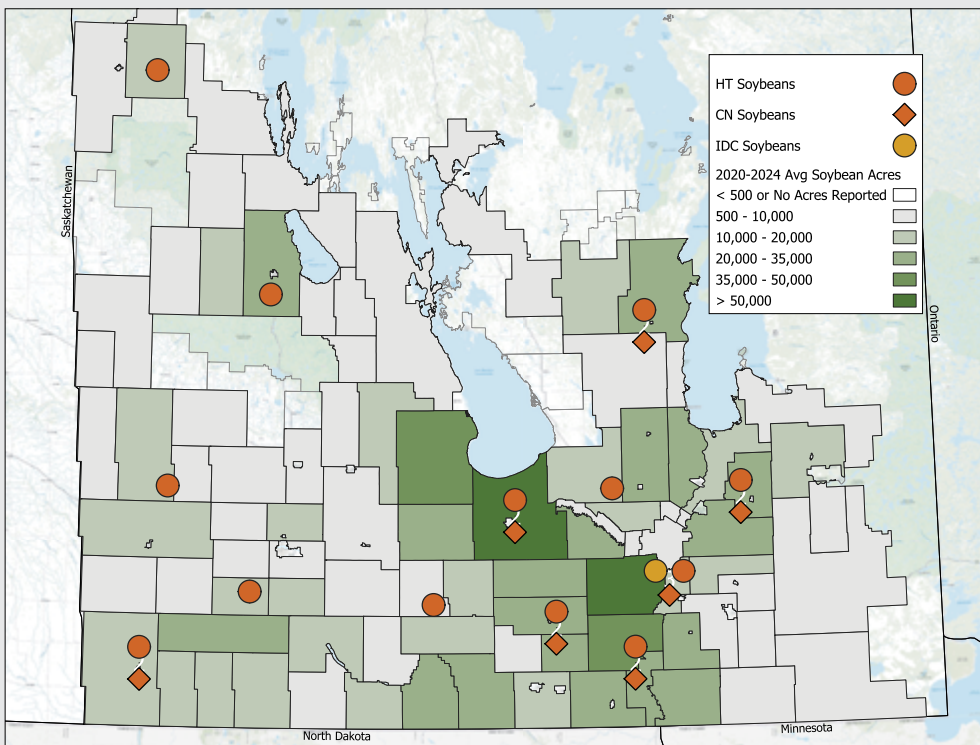 HT Soybeans
CN Soybeans
IDC Soybeans
2020-2024 Avg Soybean Acres
< 500 or No Acres Reported
500 - 10,000
10,000 - 20,000
20,000 - 35,000
35,000 - 50,000
> 50,000
Saskatchewan
Ontario
North Dakota
Minnesota